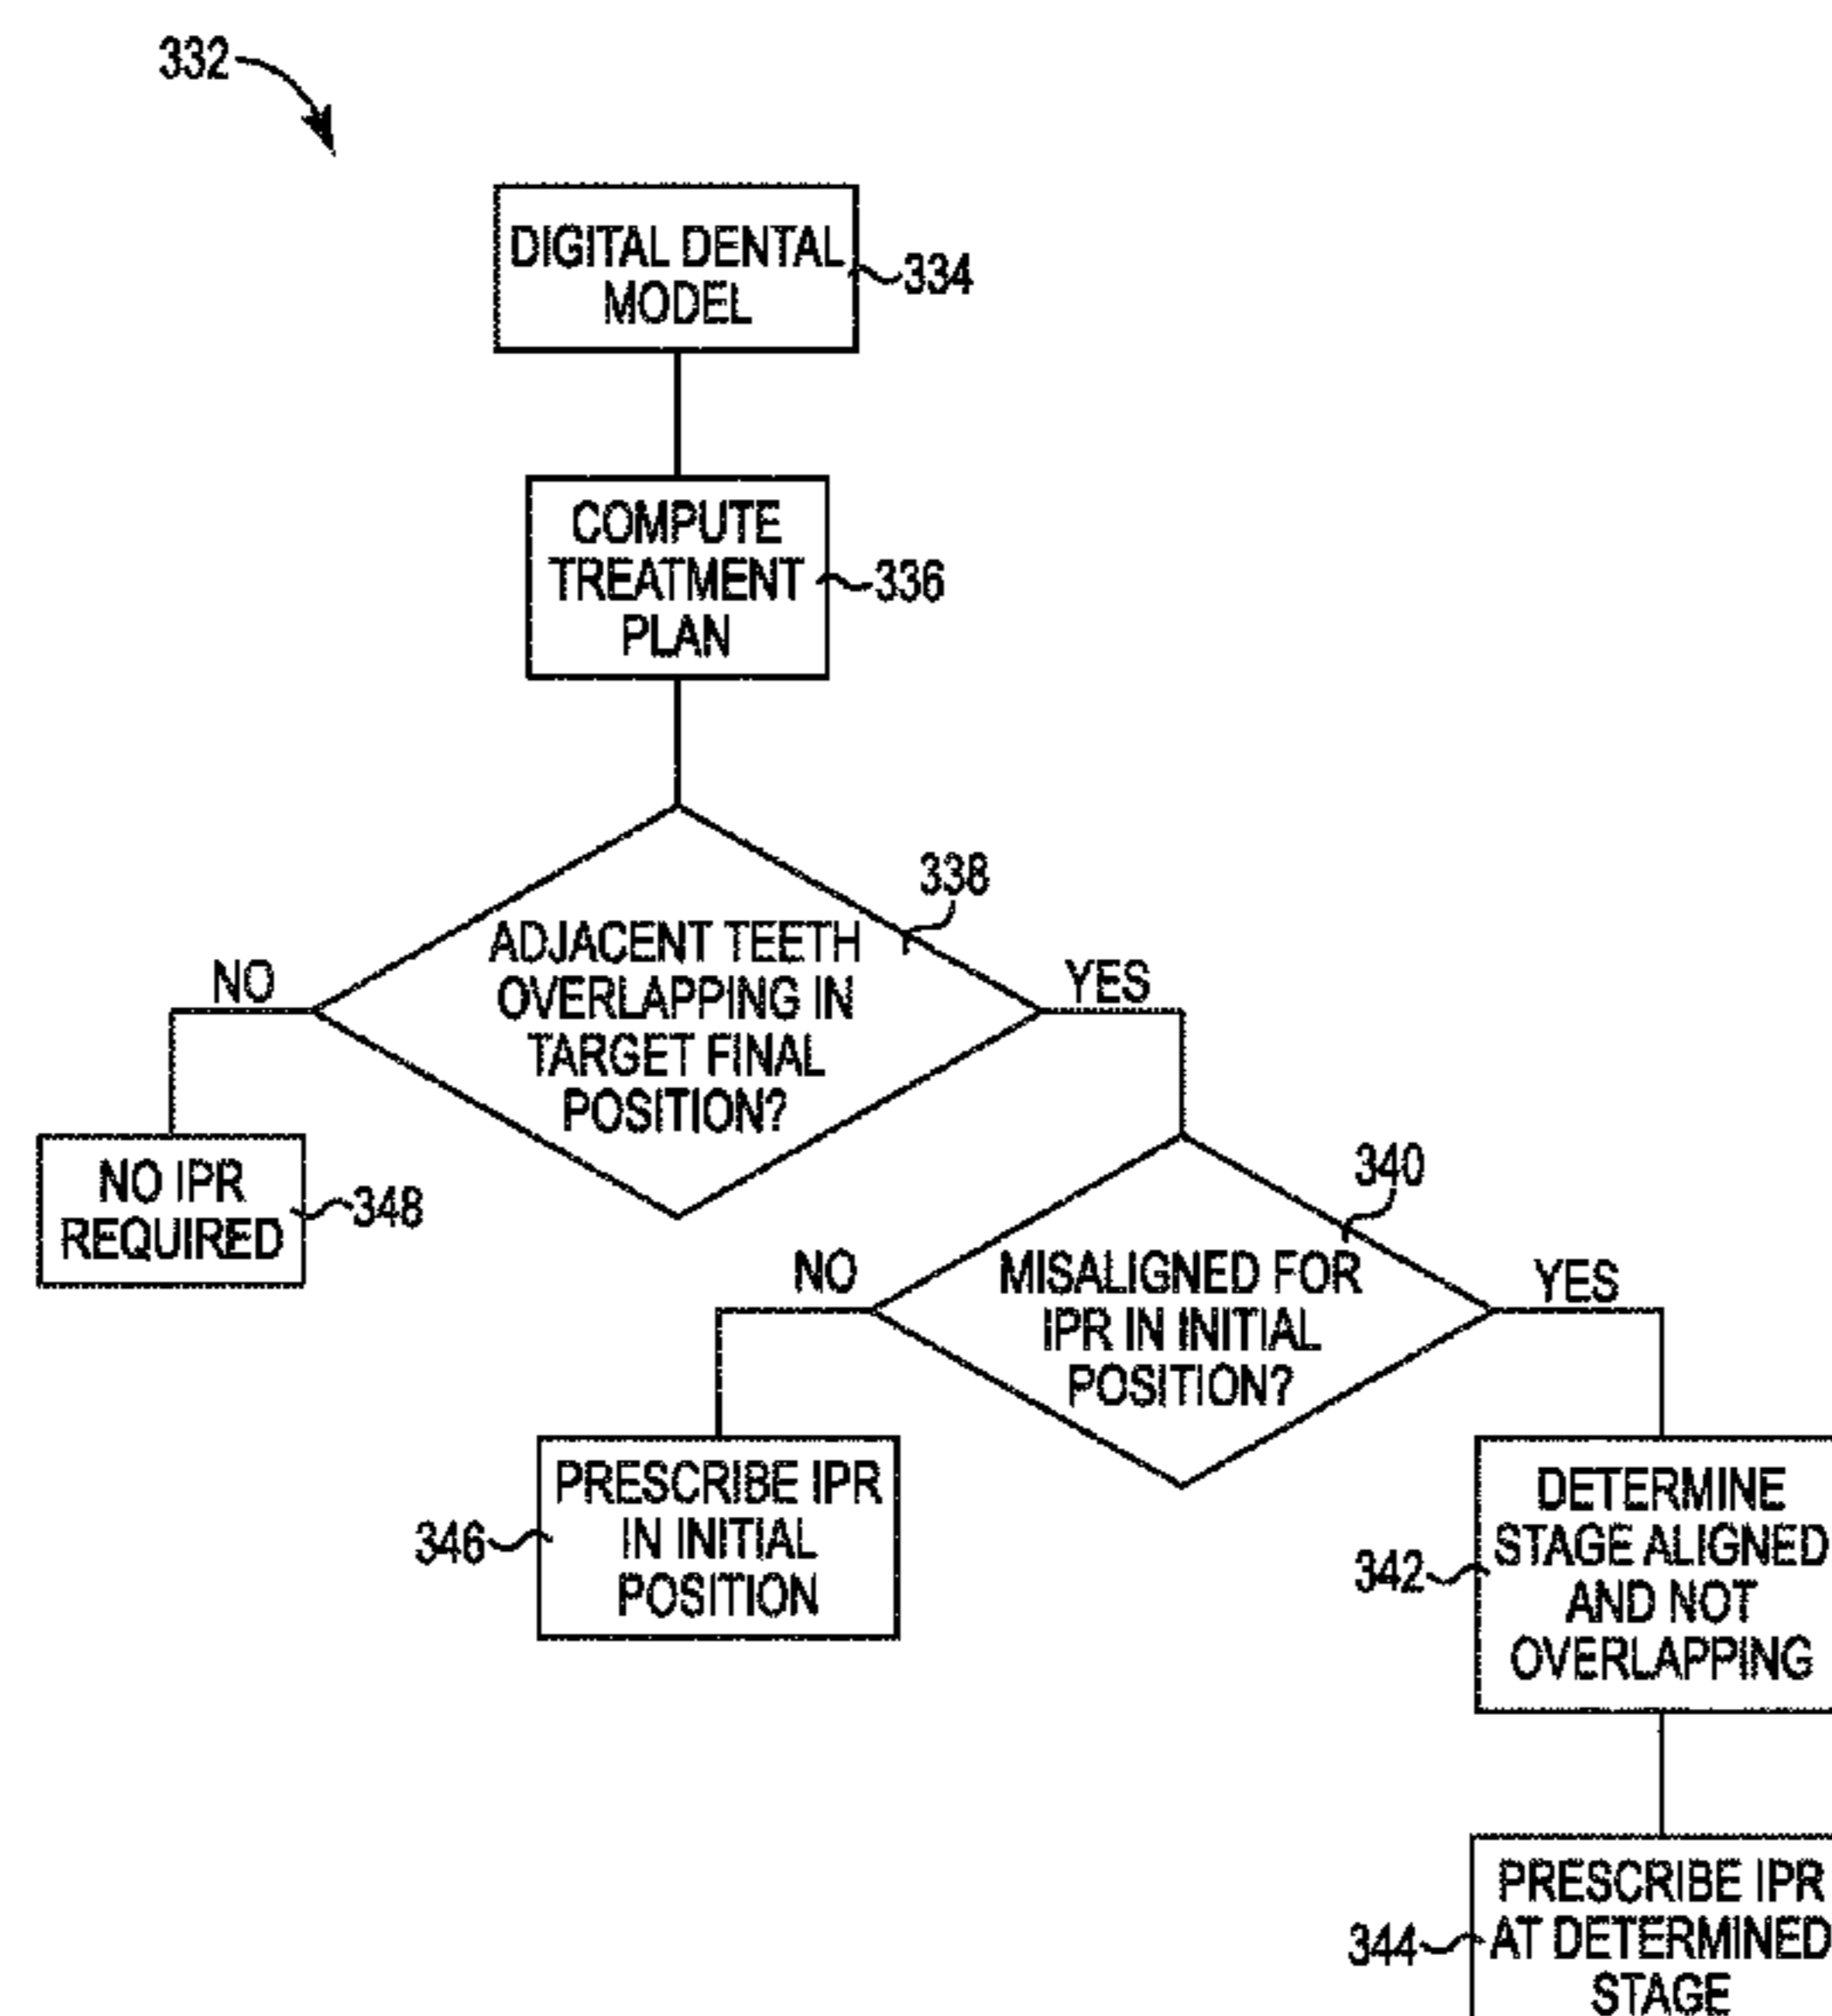 332
DIGITAL DENTAL
MODEL
334
COMPUTE
TREATMENT
PLAN
336
338
ADJACENT TEETH
OVERLAPPING IN
TARGET FINAL
POSITION?
NO
YES
NO IPR
REQUIRED
348
340
MISALIGNED FOR
IPR IN INITIAL
POSITION?
NO
YES
PRESCRIBE IPR
IN INITIAL
POSITION
346
DETERMINE
STAGE ALIGNED
AND NOT
OVERLAPPING
342
PRESCRIBE IPR
AT DETERMINED
STAGE
344